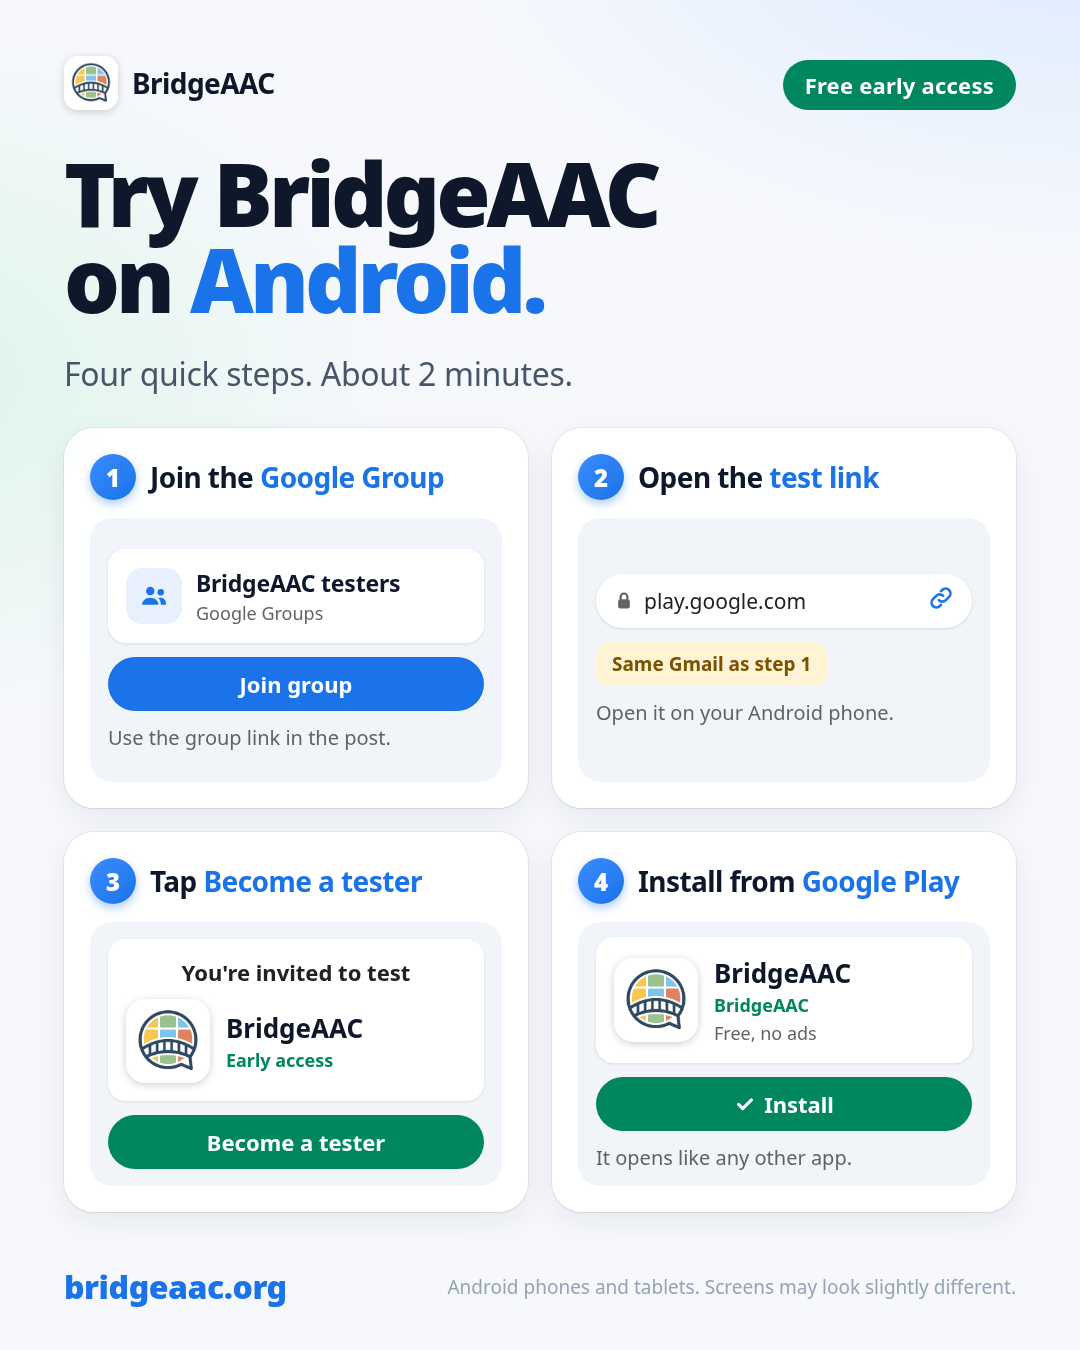 BridgeAAC
Free early access
Try BridgeAAC
on Android.
Four quick steps. About 2 minutes.
1 Join the Google Group
BridgeAAC testers
Google Groups
Join group
Use the group link in the post.
2 Open the test link
play.google.com
Same Gmail as step 1
Open it on your Android phone.
3 Tap Become a tester
You're invited to test
BridgeAAC
Early access
Become a tester
4 Install from Google Play
BridgeAAC
BridgeAAC
Free, no ads
Install
It opens like any other app.
bridgeaac.org
Android phones and tablets. Screens may look slightly different.